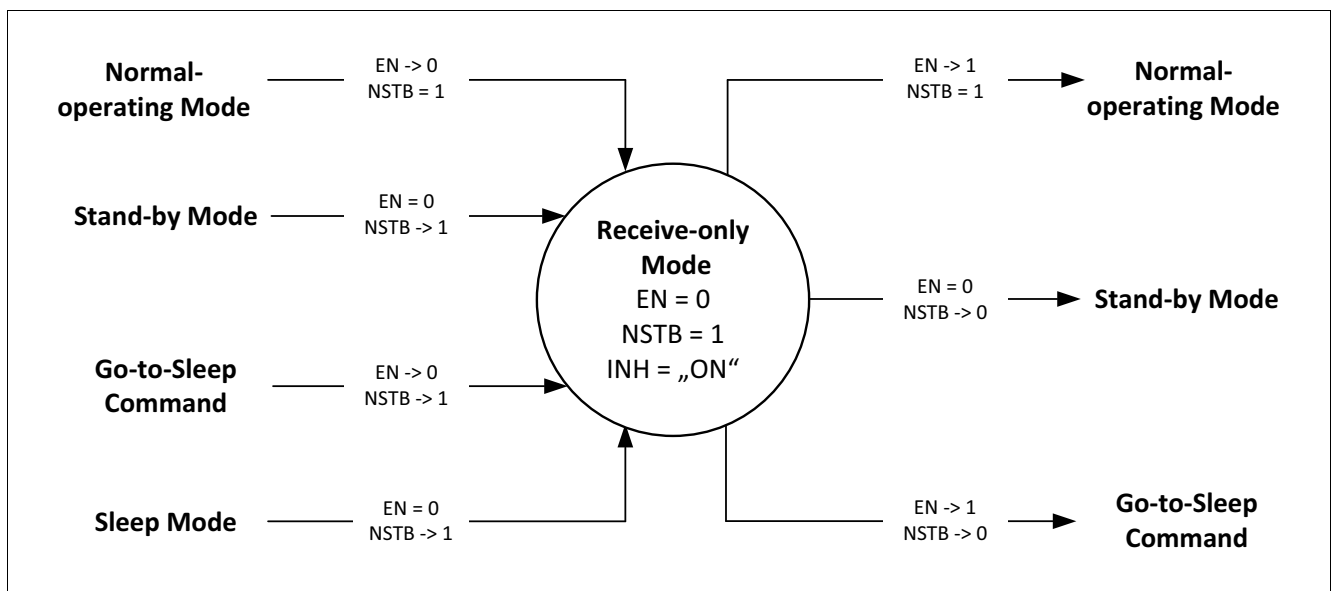 Normal-
operating Mode
EN -> 0
NSTB = 1
Stand-by Mode
EN = 0
NSTB -> 1
Go-to-Sleep
Command
EN -> 0
NSTB -> 1
Sleep Mode
EN = 0
NSTB -> 1
Receive-only
Mode
EN = 0
NSTB = 1
INH = „ON“
EN -> 1
NSTB = 1
Normal-
operating Mode
EN = 0
NSTB -> 0
Stand-by Mode
EN -> 1
NSTB -> 0
Go-to-Sleep
Command